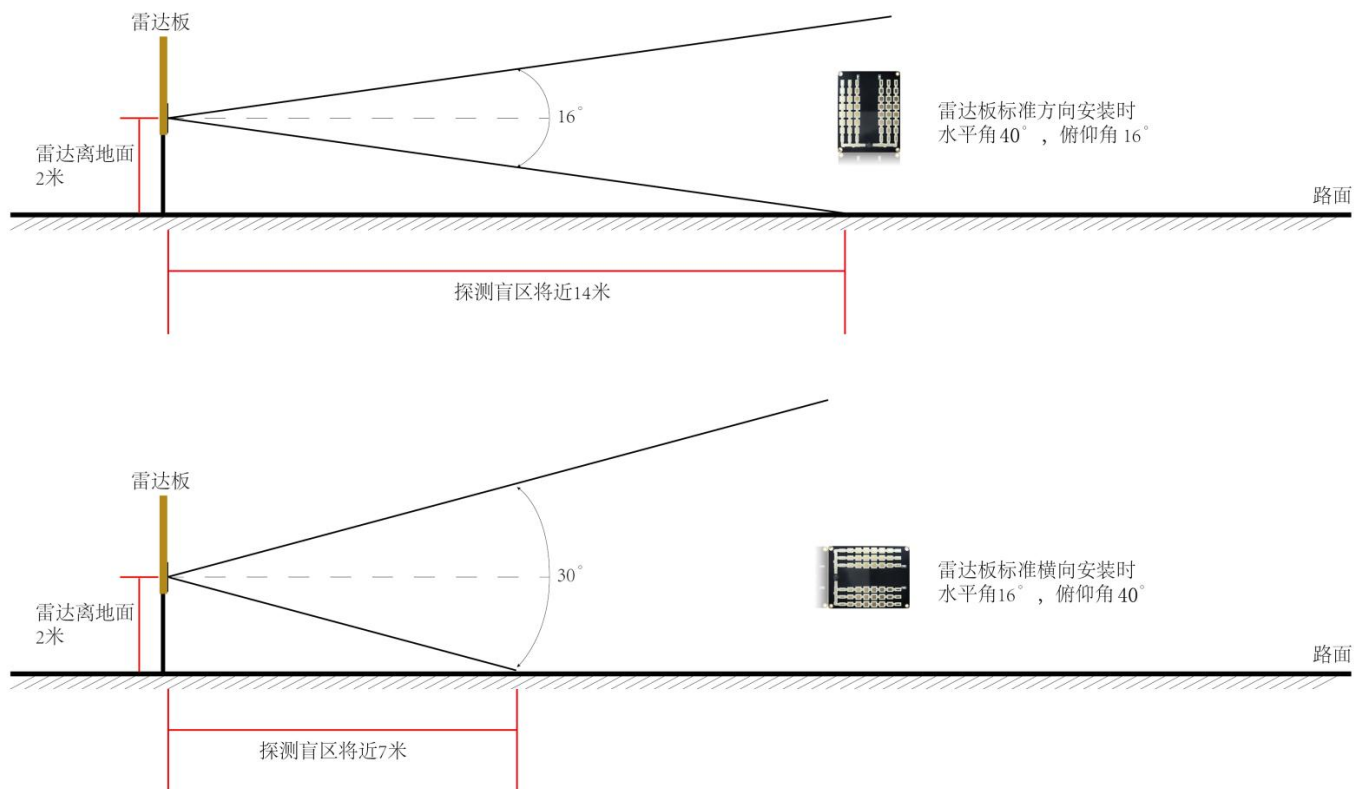 雷达板
16°
雷达离地面
2米
雷达板标准方向安装时
水平角40°，俯仰角16°
路面
探测盲区将近14米
雷达板
30°
雷达离地面
2米
雷达板标准横向安装时
水平角16°，俯仰角40°
路面
探测盲区将近7米